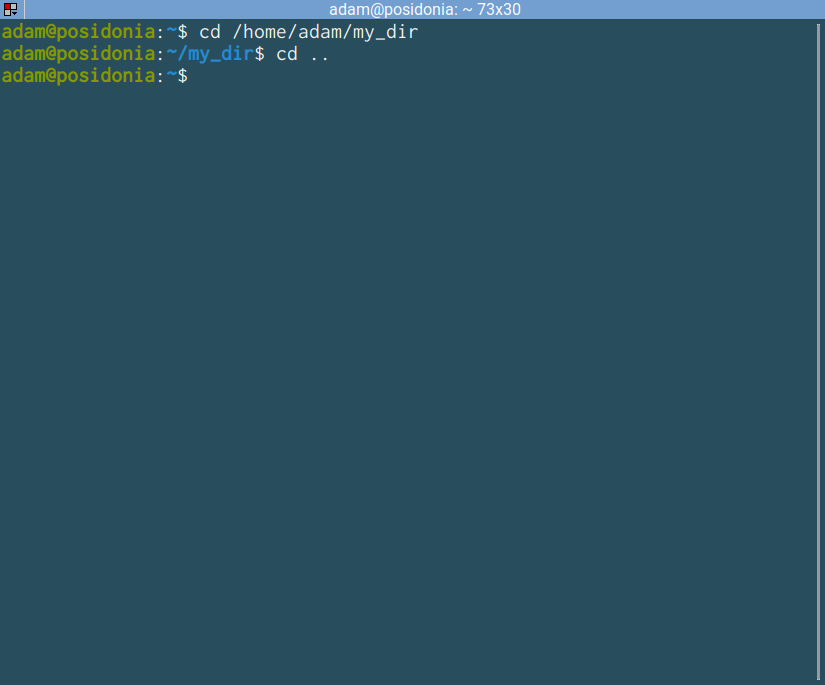 adam@posidonia: ~ 73x30
adam@posidonia:~$ cd /home/adam/my_dir
adam@posidonia:~/my_dir$ cd ..
adam@posidonia:~$